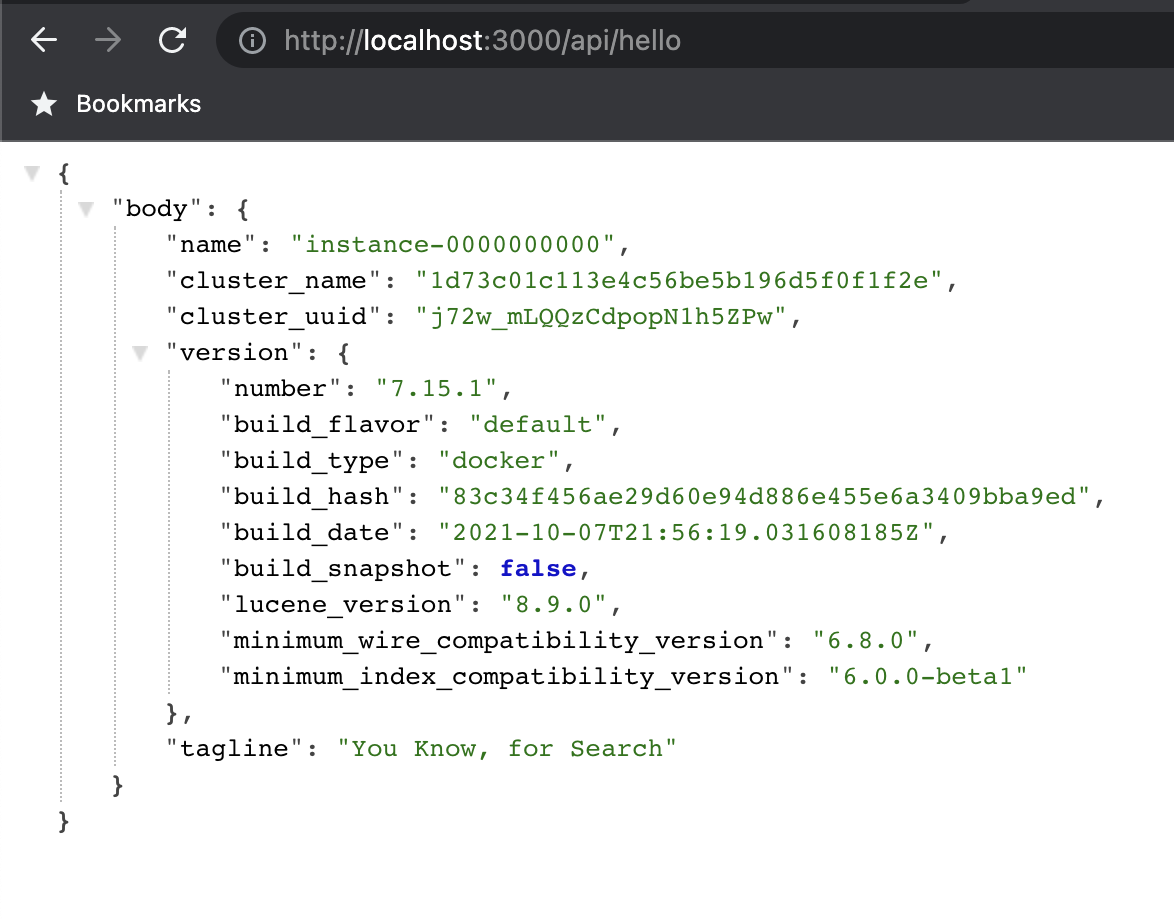 http://localhost:3000/api/hello
Bookmarks
{
"body": {
"name": "instance-0000000000",
"cluster_name": "1d73c01c113e4c56be5b196d5f0f1f2e",
"cluster_uuid": "j72w_mLQQzCdpopN1h5ZPw",
"version": {
"number": "7.15.1",
"build_flavor": "default",
"build_type": "docker",
"build_hash": "83c34f456ae29d60e94d886e455e6a3409bba9ed",
"build_date": "2021-10-07T21:56:19.031608185Z",
"build_snapshot": false,
"lucene_version": "8.9.0",
"minimum_wire_compatibility_version": "6.8.0",
"minimum_index_compatibility_version": "6.0.0-beta1"
},
"tagline": "You Know, for Search"
}
}